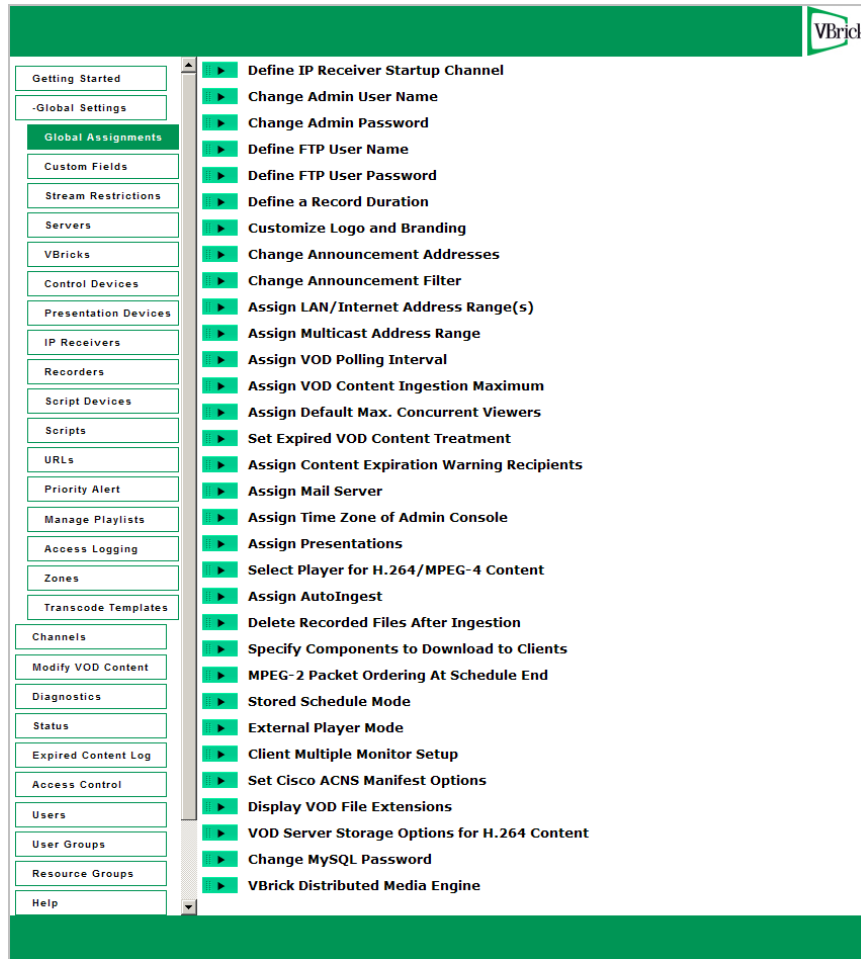 VBrick
Getting Started
-Global Settings
Global Assignments
Custom Fields
Stream Restrictions
Servers
VBricks
Control Devices
Presentation Devices
IP Receivers
Recorders
Script Devices
Scripts
URLs
Priority Alert
Manage Playlists
Access Logging
Zones
Transcode Templates
Channels
Modify VOD Content
Diagnostics
Status
Expired Content Log
Access Control
Users
User Groups
Resource Groups
Help
Define IP Receiver Startup Channel
Change Admin User Name
Change Admin Password
Define FTP User Name
Define FTP User Password
Define a Record Duration
Customize Logo and Branding
Change Announcement Addresses
Change Announcement Filter
Assign LAN/Internet Address Range(s)
Assign Multicast Address Range
Assign VOD Polling Interval
Assign VOD Content Ingestion Maximum
Assign Default Max. Concurrent Viewers
Set Expired VOD Content Treatment
Assign Content Expiration Warning Recipients
Assign Mail Server
Assign Time Zone of Admin Console
Assign Presentations
Select Player for H.264/MPEG-4 Content
Assign AutoIngest
Delete Recorded Files After Ingestion
Specify Components to Download to Clients
MPEG-2 Packet Ordering At Schedule End
Stored Schedule Mode
External Player Mode
Client Multiple Monitor Setup
Set Cisco ACNS Manifest Options
Display VOD File Extensions
VOD Server Storage Options for H.264 Content
Change MySQL Password
VBrick Distributed Media Engine